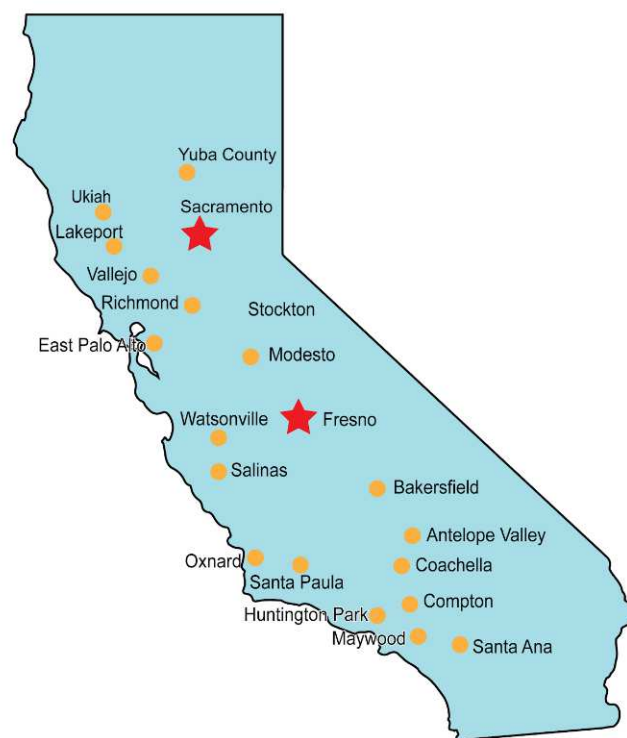 Yuba County
Ukiah
Sacramento
Lakeport
Vallejo
Richmond
Stockton
East Palo Alto
Modesto
Watsonville
Fresno
Salinas
Bakersfield
Antelope Valley
Oxnard
Coachella
Santa Paula
Compton
Huntington Park
Maywood
Santa Ana